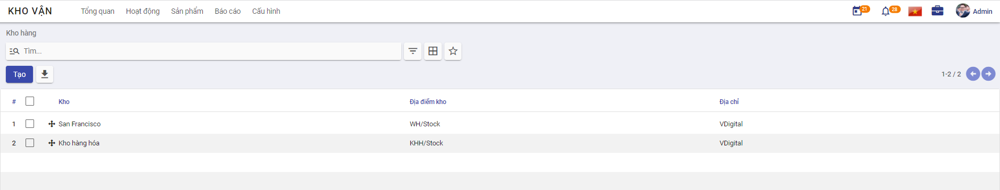 KHO VẬN Tổng quan Hoạt động Sản phẩm Báo cáo Cấu hình 21 28 Admin
Kho hàng
Tìm...
Tạo 1-2 / 2
# Kho Địa điểm kho Địa chỉ
1 San Francisco WH/Stock VDigital
2 Kho hàng hóa KHH/Stock VDigital